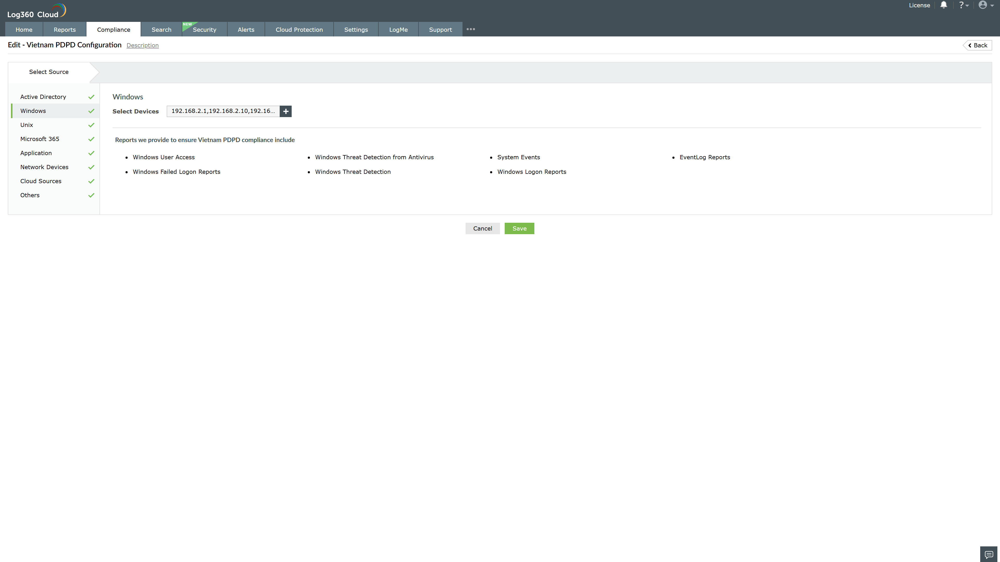 Log360 Cloud
License
Home Reports Compliance Search NEW Security Alerts Cloud Protection Settings LogMe Support
Edit - Vietnam PDPD Configuration Description
Back
Select Source
Active Directory
Windows
Unix
Microsoft 365
Application
Network Devices
Cloud Sources
Others
Windows
Select Devices 192.168.2.1,192.168.2.10,192.16...
Reports we provide to ensure Vietnam PDPD compliance include
Windows User Access Windows Threat Detection from Antivirus System Events EventLog Reports
Windows Failed Logon Reports Windows Threat Detection Windows Logon Reports
Cancel Save